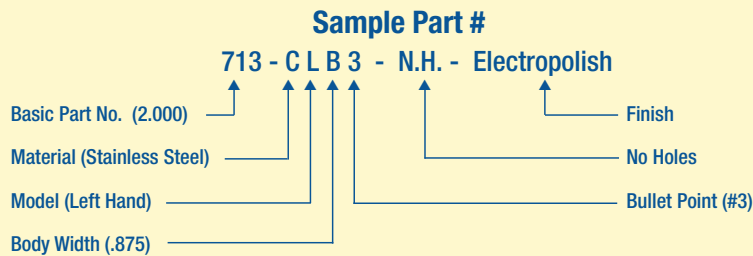 Sample Part #
713 - C L B 3 - N.H. - Electropolish
Basic Part No. (2.000)
Finish
Material (Stainless Steel)
No Holes
Model (Left Hand)
Bullet Point (#3)
Body Width (.875)